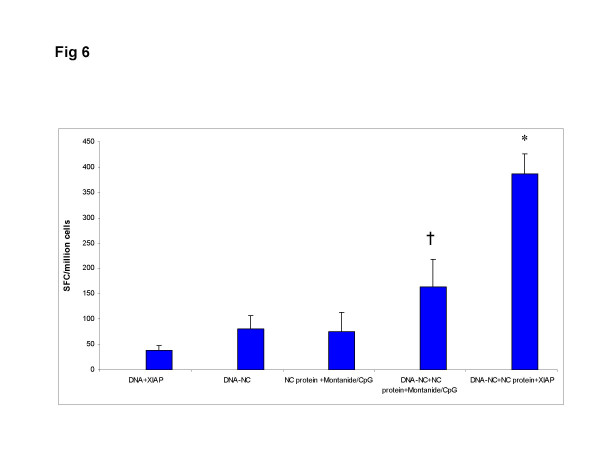 Fig 6
450
400
350
300
250
200
150
100
50
0
SFC/million cells
†
*
DNA+XIAP
DNA-NC
NC protein +Montanide/CpG
DNA-NC+NC
protein+Montanide/CpG
DNA-NC+NC protein+XIAP